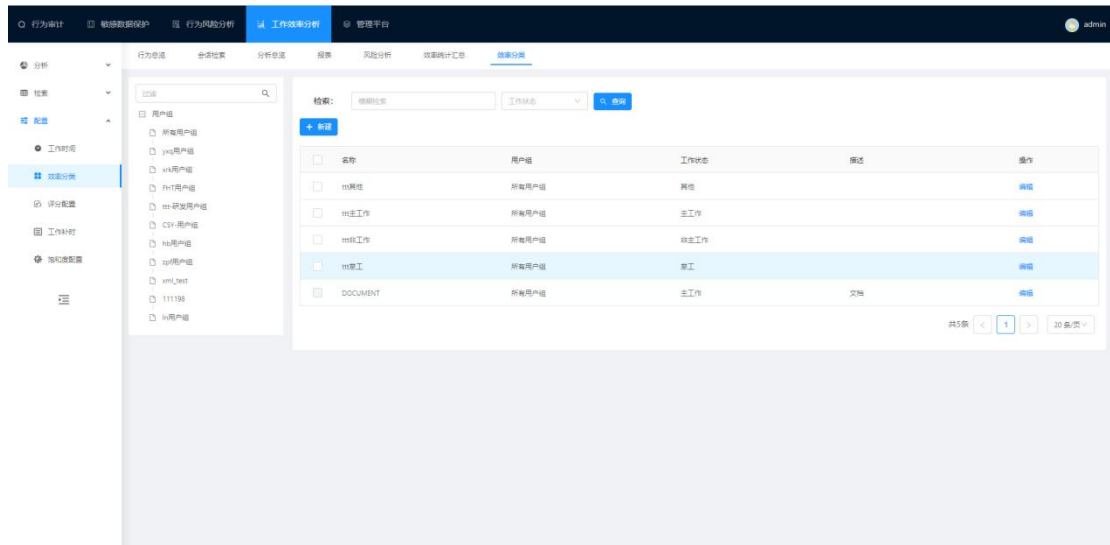 行为审计 敏感数据保护 行为风险分析 工作效率分析 管理平台 admin
行为总览 会话检索 分析总览 报表 风险分析 效率统计汇总 效率分类
分析
检索
配置
工作时间
效率分类
评分配置
工作补时
饱和度配置
过滤
用户组
所有用户组
yxq用户组
xrk用户组
FHT用户组
ttt-研发用户组
CSY-用户组
hb用户组
zpf用户组
xml_test
111198
ln用户组
检索: 模糊检索 工作状态 查询
+ 新建
名称 用户组 工作状态 描述 操作
ttt其他 所有用户组 其他 编辑
ttt主工作 所有用户组 主工作 编辑
ttt非工作 所有用户组 非主工作 编辑
ttt怠工 所有用户组 怠工 编辑
DOCUMENT 所有用户组 主工作 文档 编辑
共5条 < 1 > 20 条/页